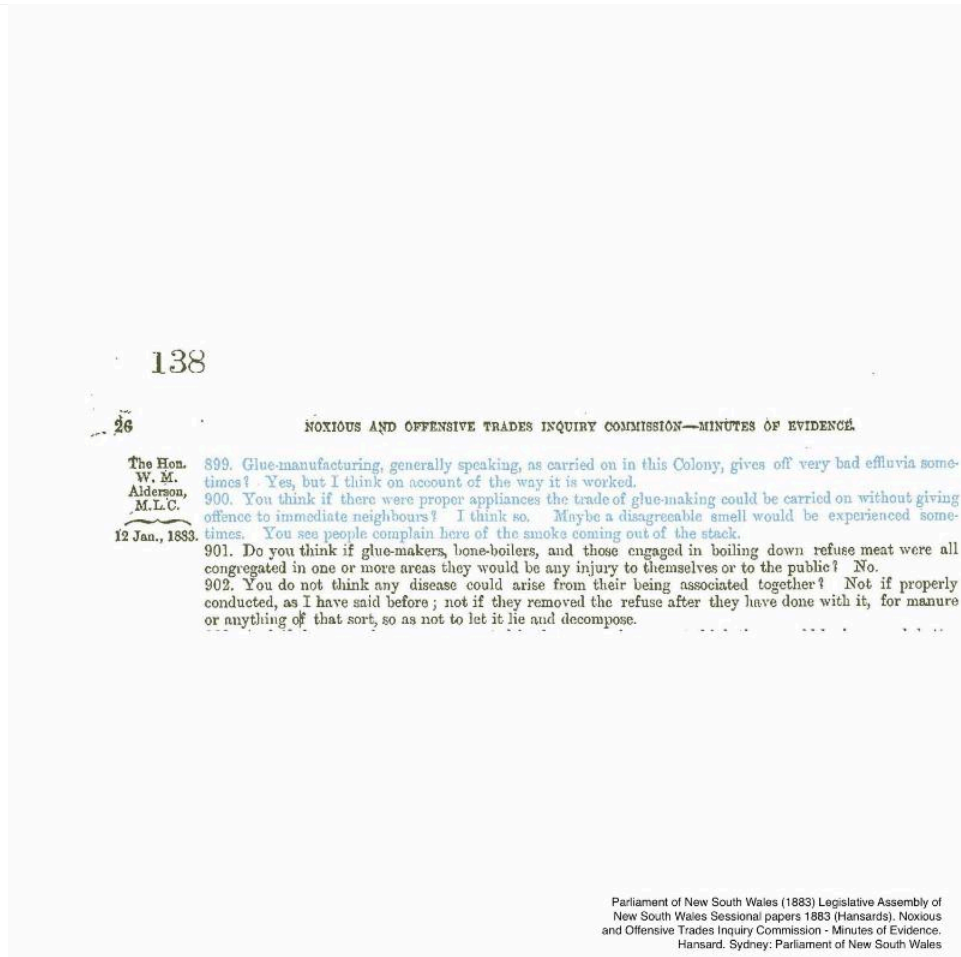 138
26
NOXIOUS AND OFFENSIVE TRADES INQUIRY COMMISSION—MINUTES OF EVIDENCE.
The Hon.
W. M.
Alderson,
M.L.C.
12 Jan., 1883.
899. Glue-manufacturing, generally speaking, as carried on in this Colony, gives off very bad effluvia some-
times? Yes, but I think on account of the way it is worked.
900. You think if there were proper appliances the trade of glue-making could be carried on without giving
offence to immediate neighbours? I think so. Maybe a disagreeable smell would be experienced some-
times. You see people complain here of the smoke coming out of the stack.
901. Do you think if glue-makers, bone-boilers, and those engaged in boiling down refuse meat were all
congregated in one or more areas they would be any injury to themselves or to the public? No.
902. You do not think any disease could arise from their being associated together? Not if properly
conducted, as I have said before; not if they removed the refuse after they have done with it, for manure
or anything of that sort, so as not to let it lie and decompose.
Parliament of New South Wales (1883) Legislative Assembly of
New South Wales Sessional papers 1883 (Hansards). Noxious
and Offensive Trades Inquiry Commission - Minutes of Evidence.
Hansard. Sydney: Parliament of New South Wales